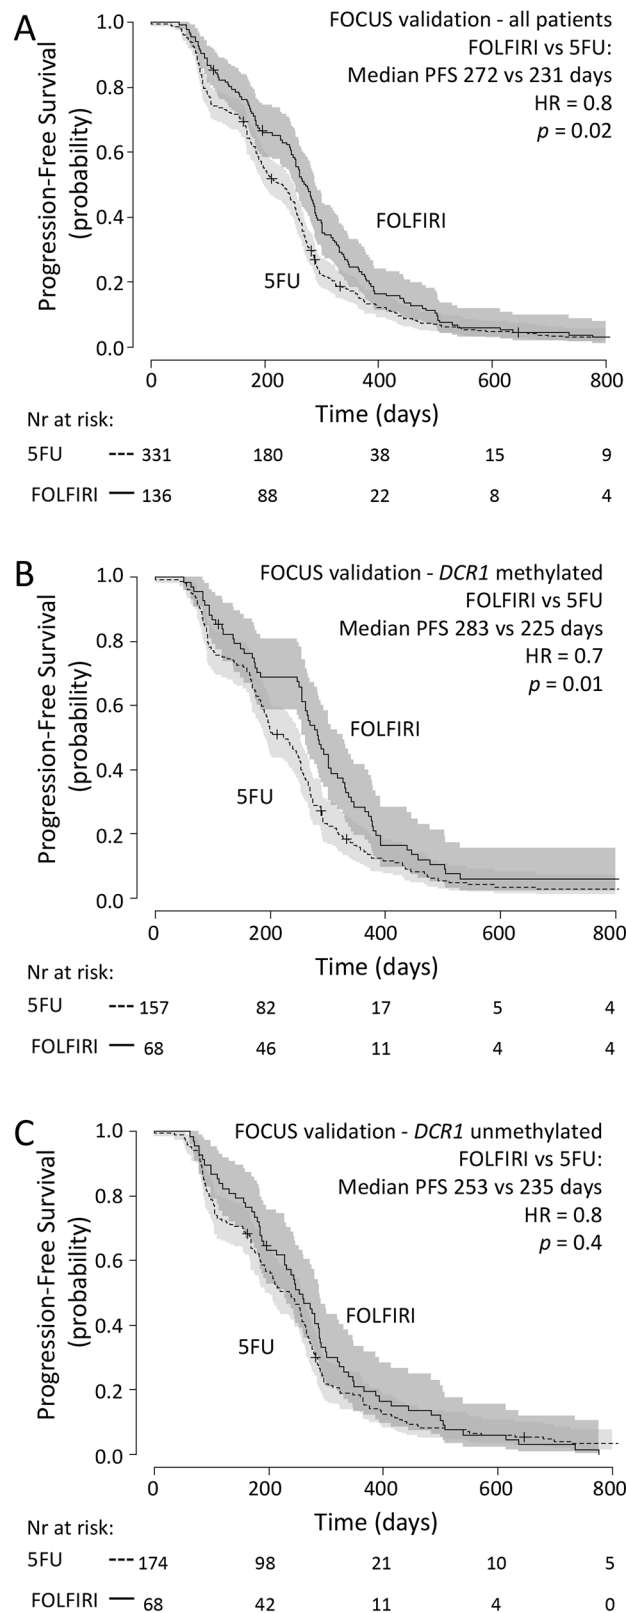 A
FOCUS validation - all patients
FOLFIRI vs 5FU:
Median PFS 272 vs 231 days
HR = 0.8
p = 0.02
Progression-Free Survival
(probability)
1.0
0.8
0.6
0.4
0.2
0.0
FOLFIRI
5FU
0 200 400 600 800
Time (days)
Nr at risk:
5FU 331 180 38 15 9
FOLFIRI 136 88 22 8 4
B
FOCUS validation - DCR1 methylated
FOLFIRI vs 5FU
Median PFS 283 vs 225 days
HR = 0.7
p = 0.01
Progression-Free Survival
(probability)
1.0
0.8
0.6
0.4
0.2
0.0
FOLFIRI
5FU
0 200 400 600 800
Time (days)
Nr at risk:
5FU 157 82 17 5 4
FOLFIRI 68 46 11 4 4
C
FOCUS validation - DCR1 unmethylated
FOLFIRI vs 5FU:
Median PFS 253 vs 235 days
HR = 0.8
p = 0.4
Progression-Free Survival
(probability)
1.0
0.8
0.6
0.4
0.2
0.0
FOLFIRI
5FU
0 200 400 600 800
Time (days)
Nr at risk:
5FU 174 98 21 10 5
FOLFIRI 68 42 11 4 0